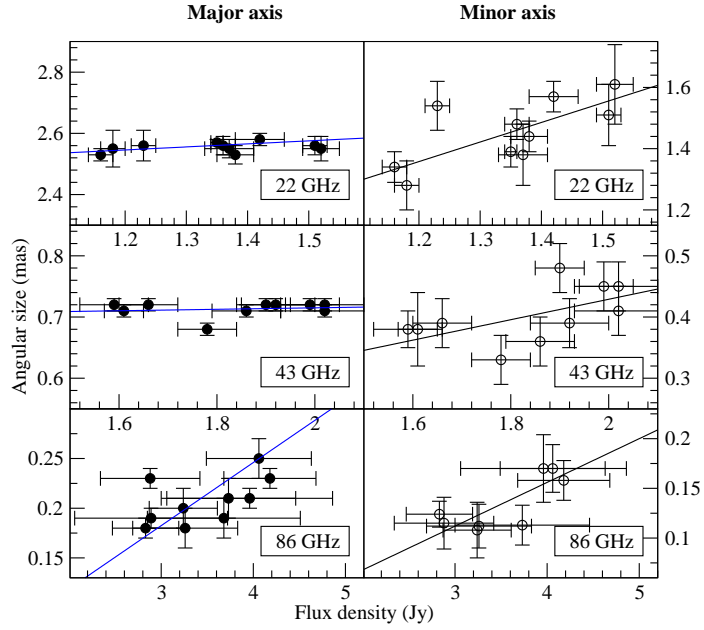 Major axis Minor axis
2.8
2.6
2.4
22 GHz
1.2 1.3 1.4 1.5
1.6
1.4
1.2
22 GHz
1.2 1.3 1.4 1.5
Angular size (mas)
0.8
0.7
0.6
43 GHz
1.6 1.8 2
0.5
0.4
0.3
43 GHz
1.6 1.8 2
0.25
0.2
0.15
86 GHz
3 4 5
0.2
0.15
0.1
86 GHz
3 4 5
Flux density (Jy)